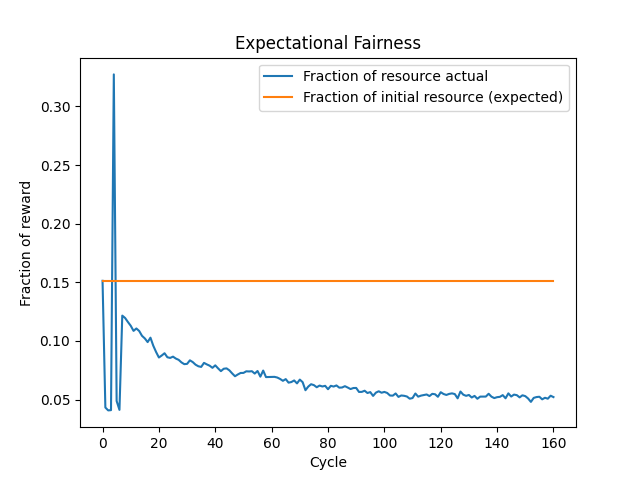 Expectational Fairness
Fraction of resource actual
Fraction of initial resource (expected)
Fraction of reward
0.30
0.25
0.20
0.15
0.10
0.05
0 20 40 60 80 100 120 140 160
Cycle